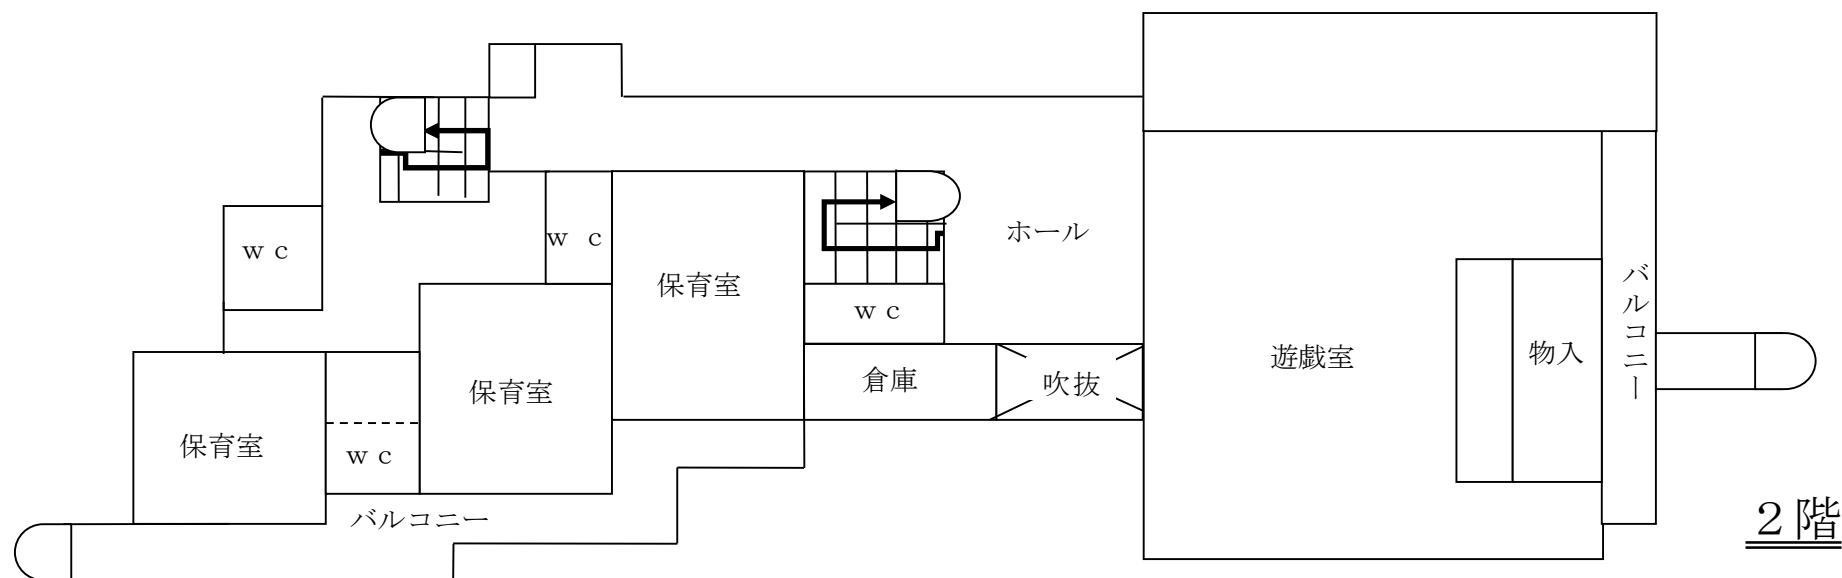 ｗｃ
ｗ　ｃ
保育室
ホール
ｗｃ
バルコニー
遊戯室
物入
倉庫
吹抜
保育室
保育室
ｗｃ
バルコニー
２階